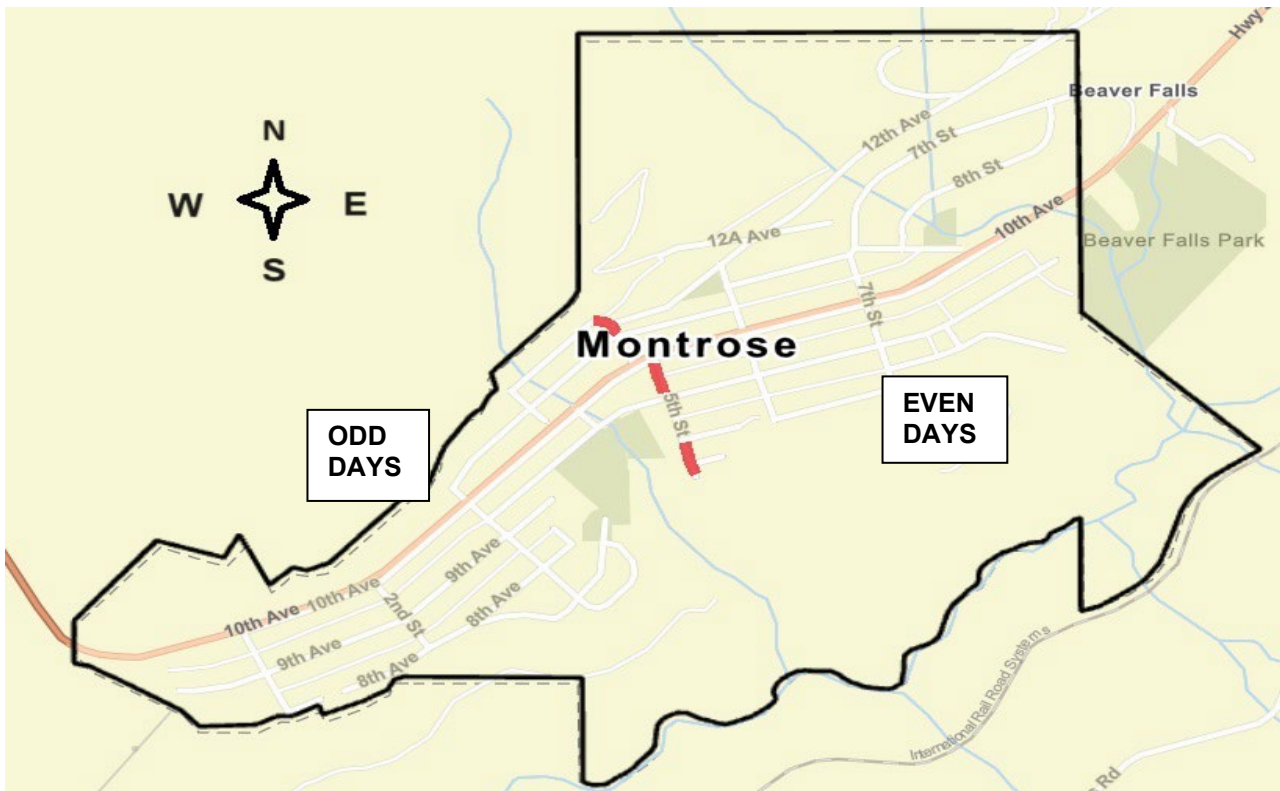 Hwy
Beaver Falls
12th Ave
7th St
8th St
10th Ave
Beaver Falls Park
12A Ave
7th St
N
W
E
S
Montrose
5th St
ODD
DAYS
EVEN
DAYS
9th Ave
8th Ave
2nd St
10th Ave
10th Ave
9th Ave
8th Ave
International Rail Road Systems
Rd